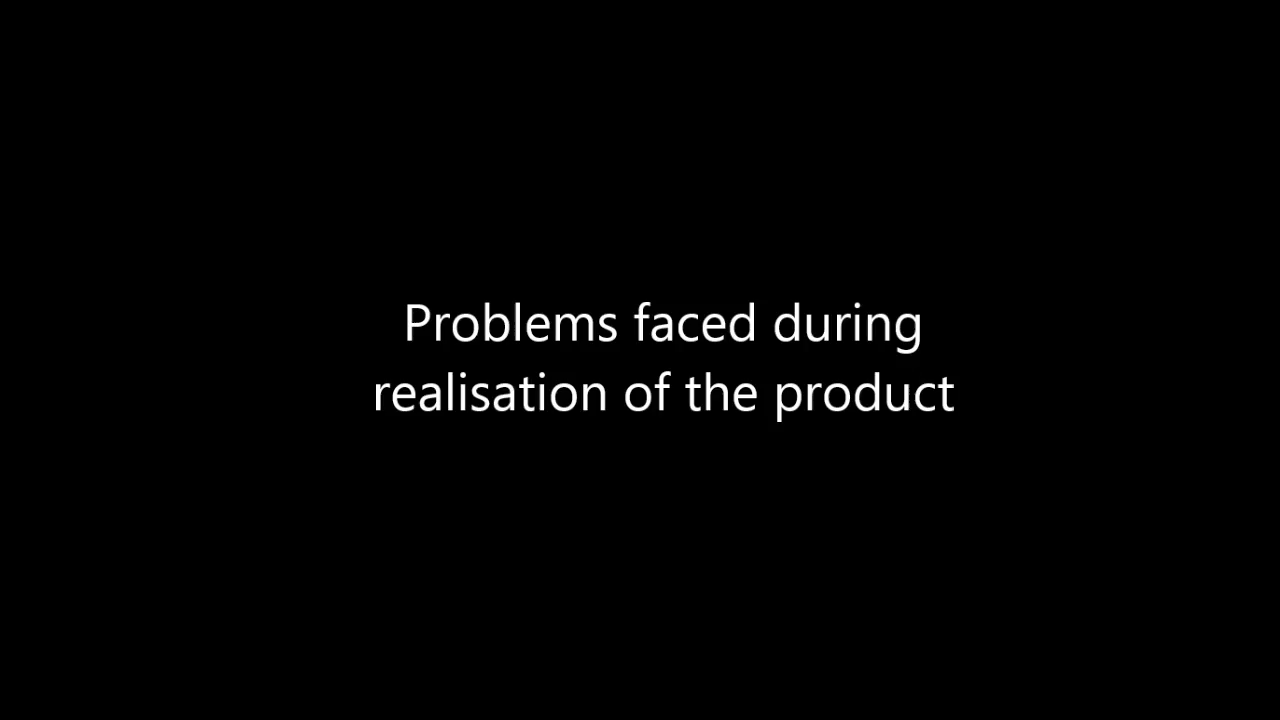 Problems faced during
realisation of the product